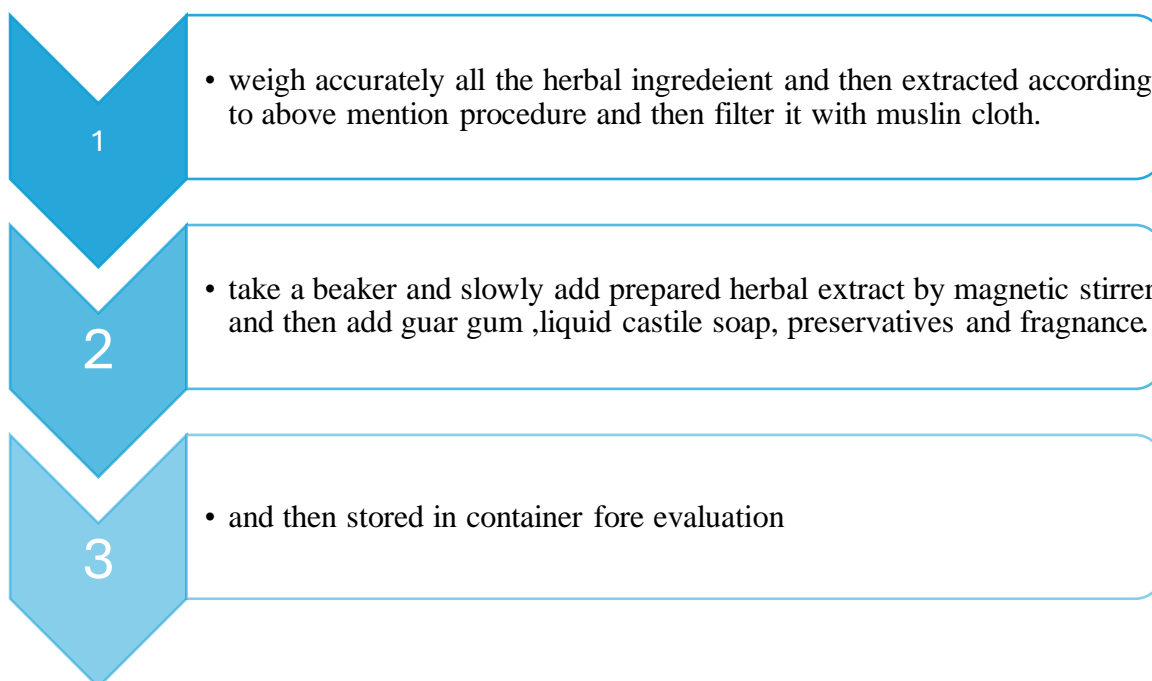 1
• weigh accurately all the herbal ingredeient and then extracted according
to above mention procedure and then filter it with muslin cloth.
2
• take a beaker and slowly add prepared herbal extract by magnetic stirrer
and then add guar gum ,liquid castile soap, preservatives and fragnance.
3
• and then stored in container fore evaluation